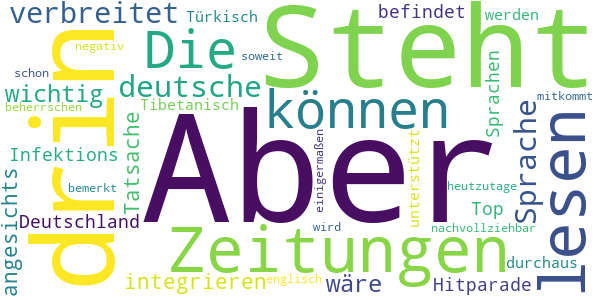 verbreitet
Türkisch
befindet
werden
negativ
Die
soweit
Steht
schon
wichtig
deutsche
Sprachen
beherrschen
Tibetanisch
können
mitkommt
drin
Aber
Tatsache
Infektions
einigermaßen
unterstützt
Sprache
lesen
bemerkt
heutzutage
angesichts
Deutschland
Top
wird
nachvollziehbar
Zeitungen
durchaus
integrieren
englisch
wäre
Hitparade